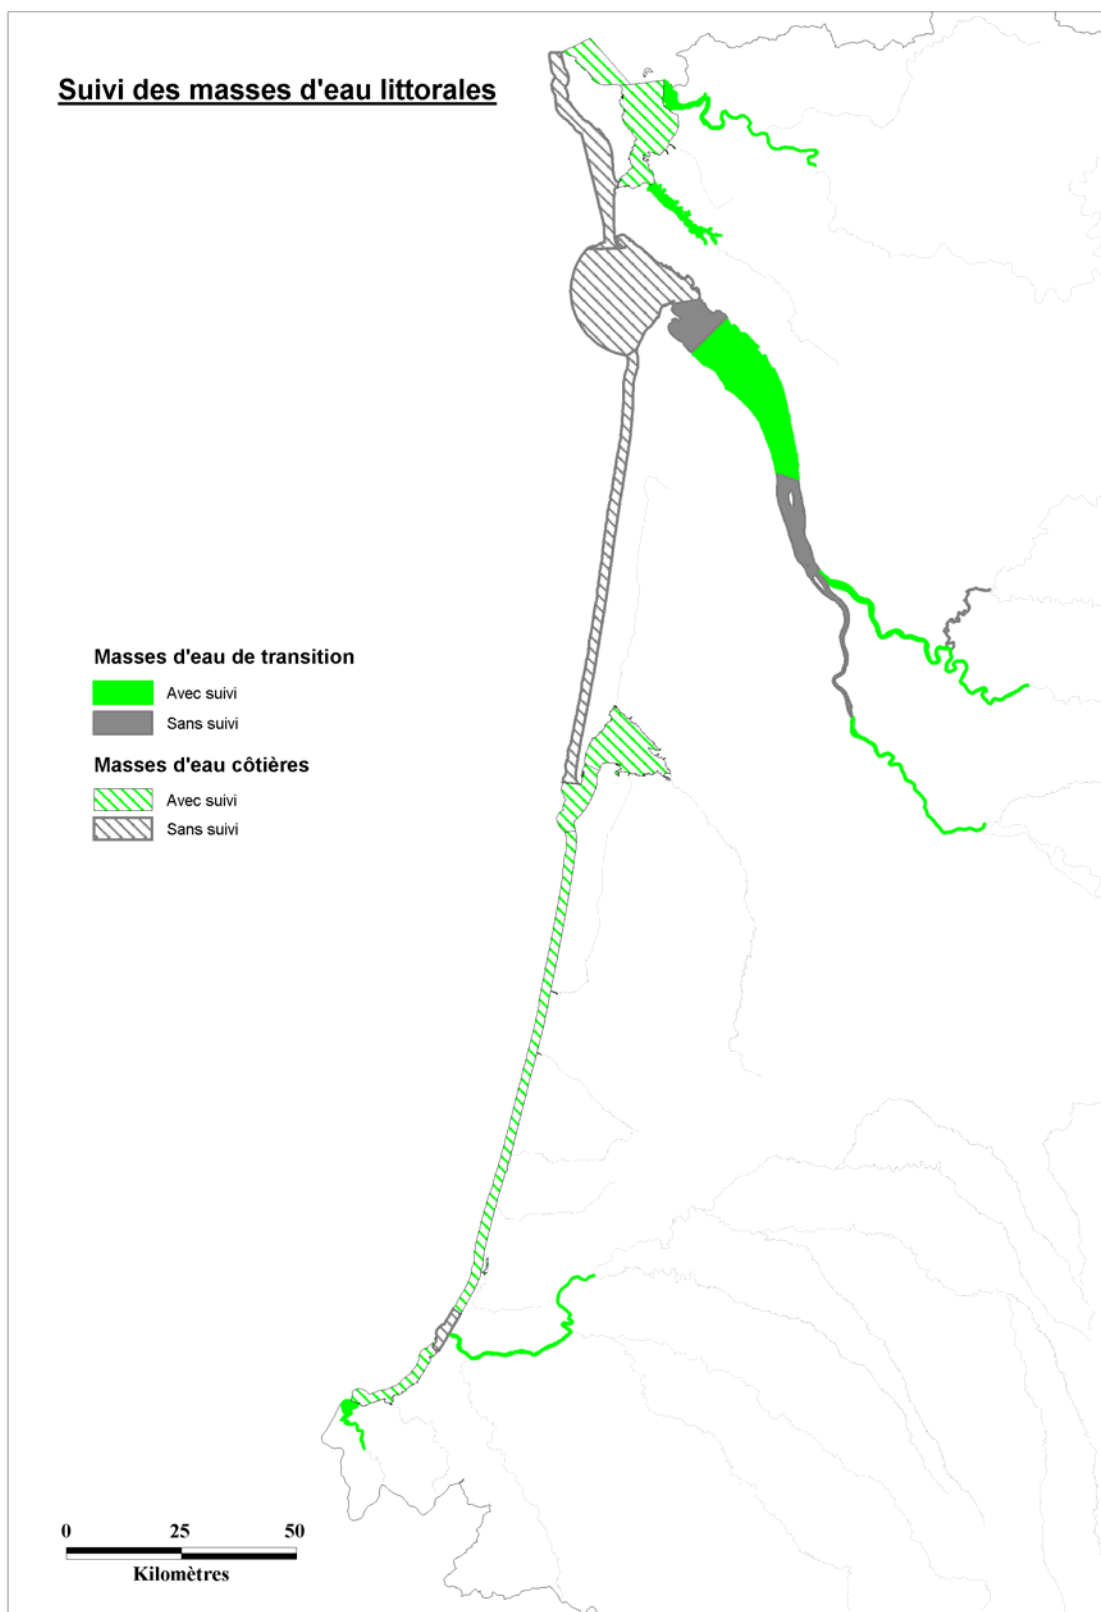 Suivi des masses d'eau littorales
Masses d'eau de transition
Avec suivi
Sans suivi
Masses d'eau côtières
Avec suivi
Sans suivi
0 25 50
Kilomètres